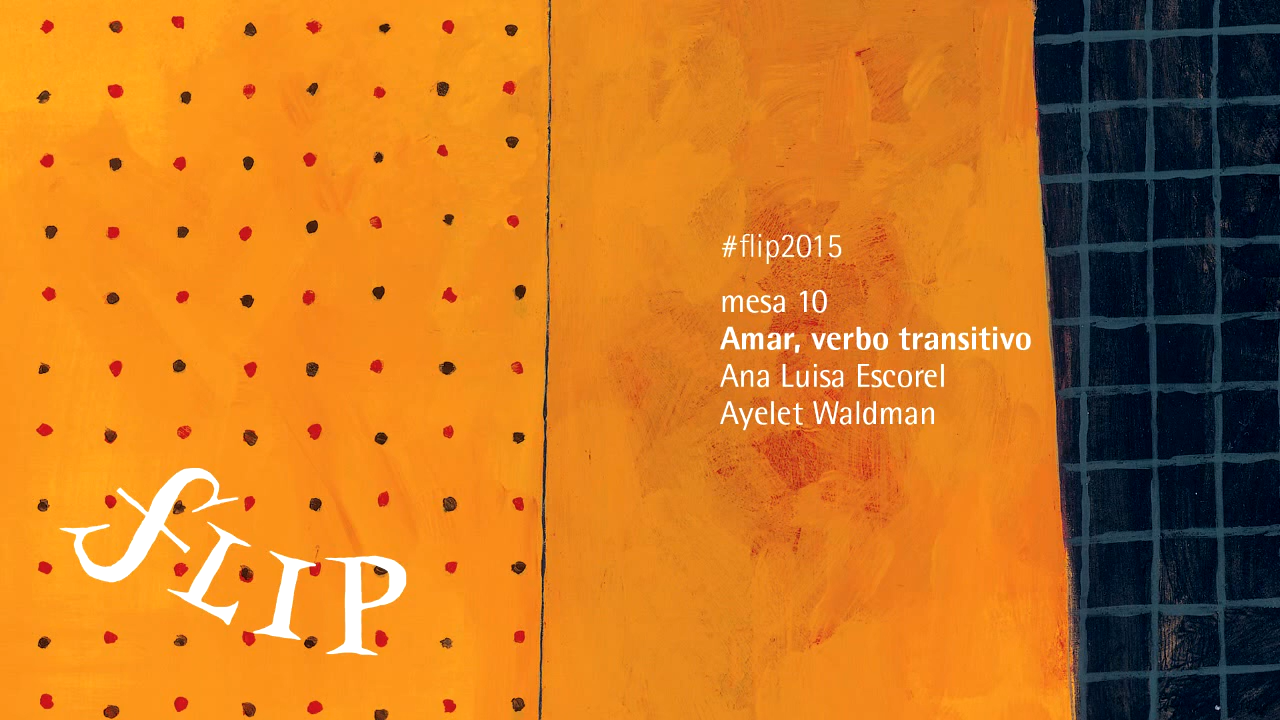 #flip2015
mesa 10
Amar, verbo transitivo
Ana Luisa Escorel
Ayelet Waldman
fLIP